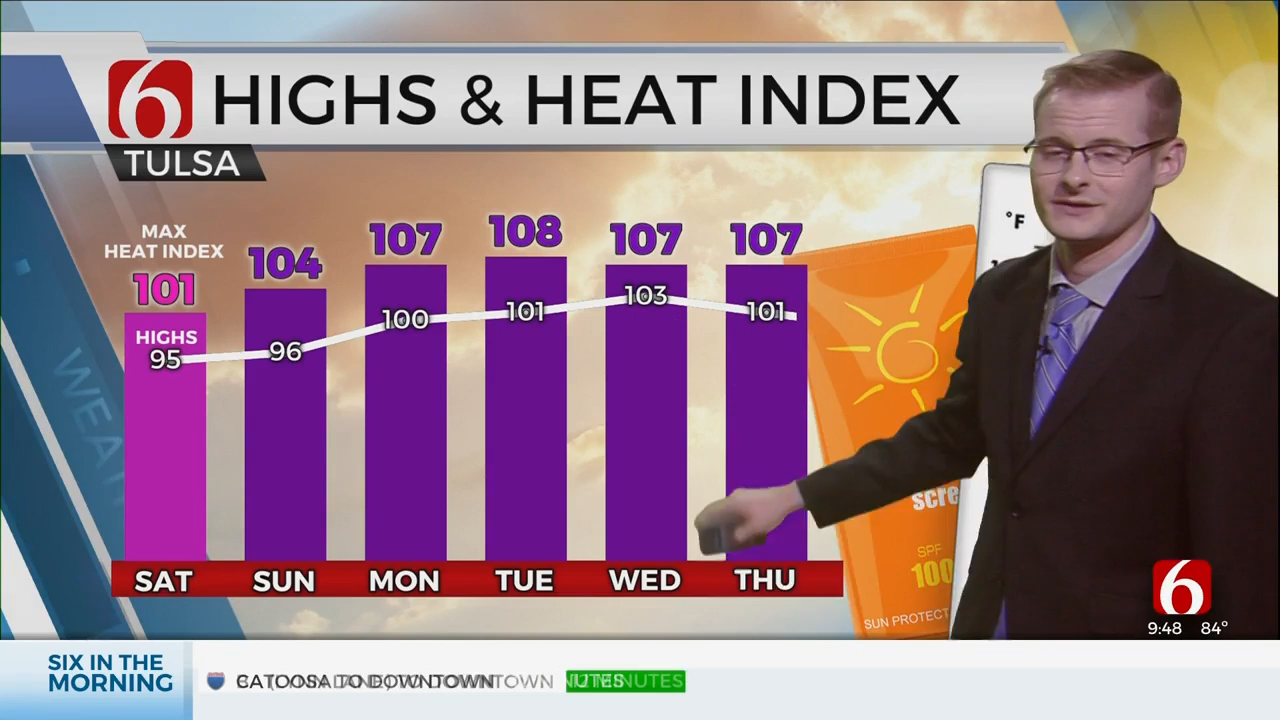 6 HIGHS & HEAT INDEX
TULSA
MAX
HEAT INDEX
101 104 107 108 107 107
HIGHS
95 96 100 101 103 101
°F
scre
SPF
100
SUN PROTECT
SAT SUN MON TUE WED THU
6
9:48 84°
SIX IN THE
MORNING